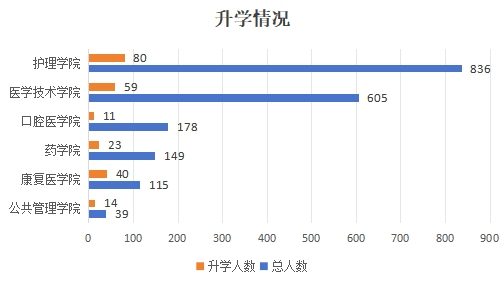 升学情况
护理学院 80
836
医学技术学院 59
605
口腔医学院 11
178
药学院 23
149
康复医学院 40
115
公共管理学院 14
39
0 100 200 300 400 500 600 700 800 900
升学人数 总人数